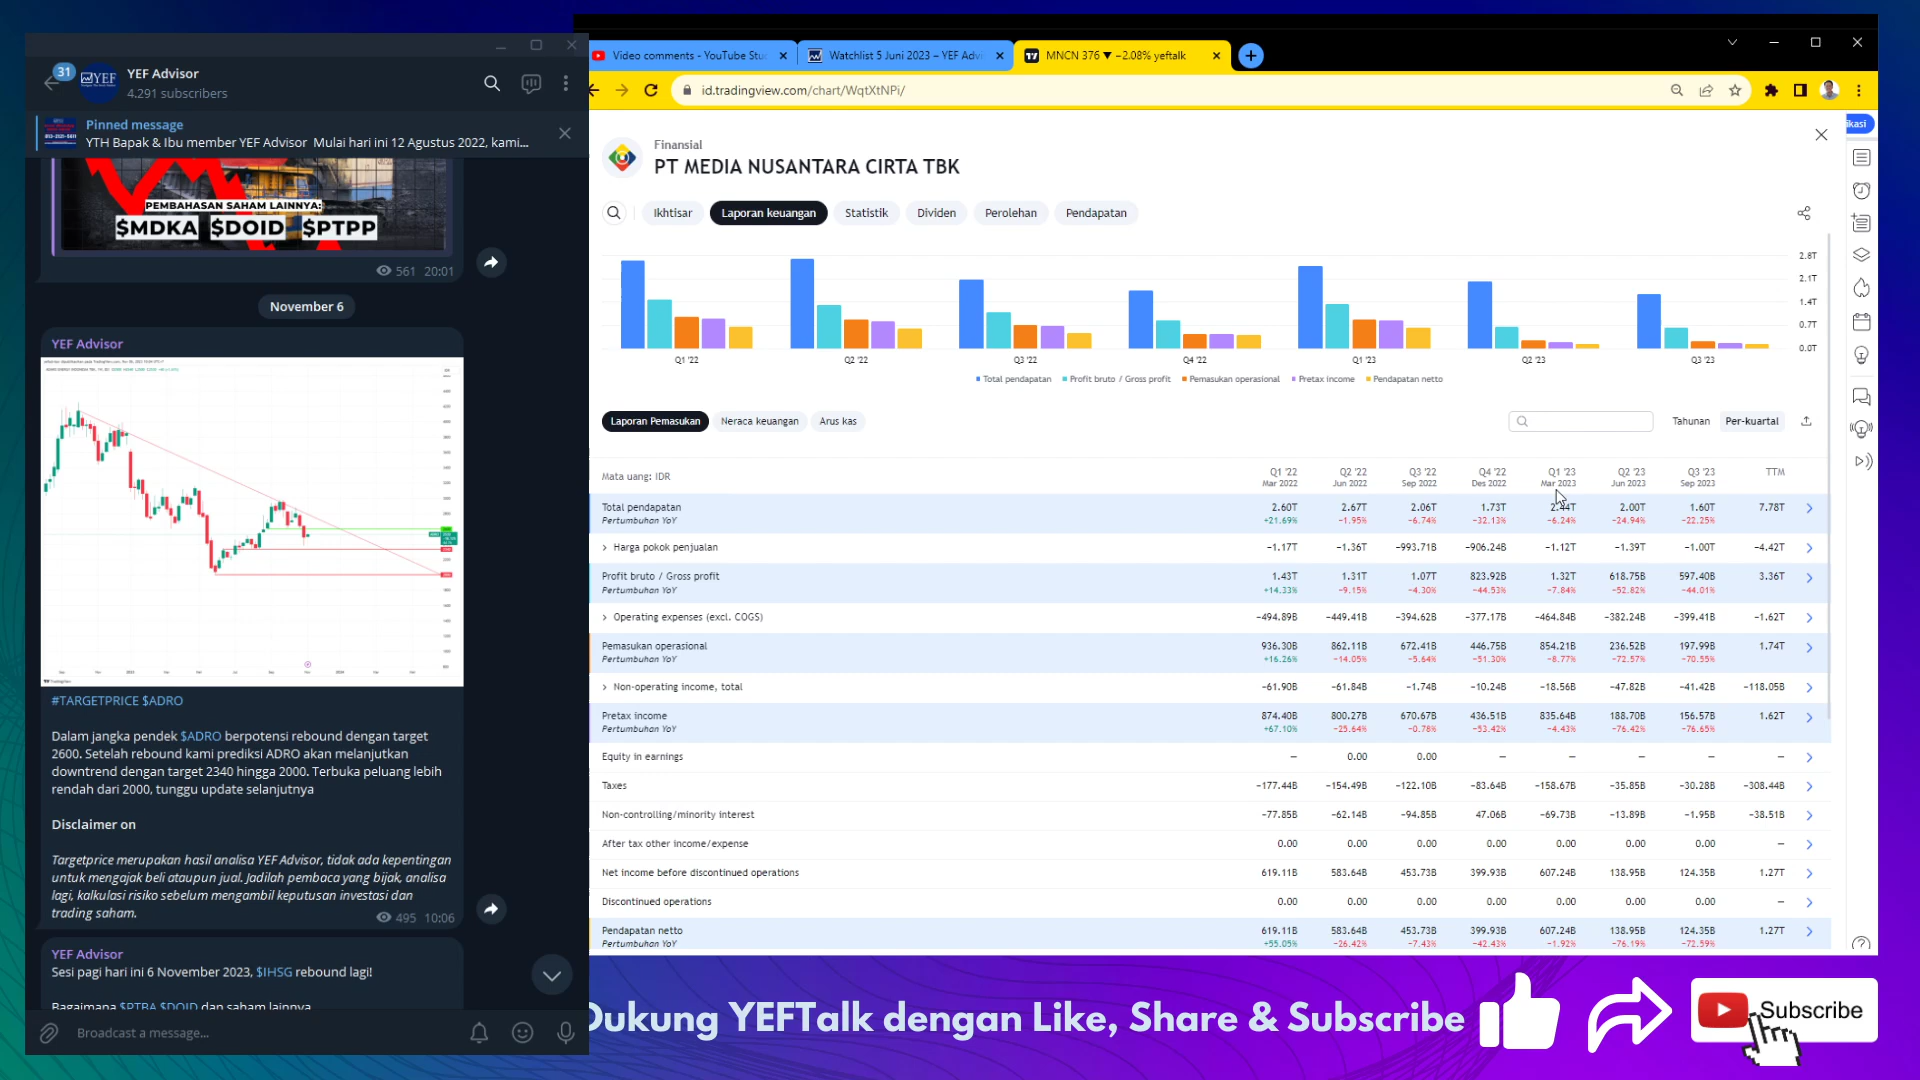 31
YEF Advisor
4.291 subscribers
Pinned message
YTH Bapak & Ibu member YEF Advisor Mulai hari ini 12 Agustus 2022, kami...
PEMBAHASAN SAHAM LAINNYA:
$MDKA $DOID $PTPP
561 20:01
November 6
YEF Advisor
#TARGETPRICE $ADRO
Dalam jangka pendek $ADRO berpotensi rebound dengan target
2600. Setelah rebound kami prediksi ADRO akan melanjutkan
downtrend dengan target 2340 hingga 2000. Terbuka peluang lebih
rendah dari 2000, tunggu update selanjutnya
Disclaimer on
Targetprice merupakan hasil analisa YEF Advisor, tidak ada kepentingan
untuk mengajak beli ataupun jual. Jadilah pembaca yang bijak, analisa
lagi, kalkulasi risiko sebelum mengambil keputusan investasi dan
trading saham.
495 10:06
YEF Advisor
Sesi pagi hari ini 6 November 2023, $IHSG rebound lagi!
Bagaimana $PTBA $DOID dan saham lainnya
Broadcast a message...
Video comments - YouTube Stu
Watchlist 5 Juni 2023 – YEF Advi
MNCN 376 ▼ −2.08% yeftalk
id.tradingview.com/chart/WqtXtNPi/
ikasi
Finansial
PT MEDIA NUSANTARA CIRTA TBK
Ikhtisar Laporan keuangan Statistik Dividen Perolehan Pendapatan
2.8T
2.1T
1.4T
0.7T
0.0T
Q1 '22 Q2 '22 Q3 '22 Q4 '22 Q1 '23 Q2 '23 Q3 '23
Total pendapatan Profit bruto / Gross profit Pemasukan operasional Pretax income Pendapatan netto
Laporan Pemasukan Neraca keuangan Arus kas Tahunan Per-kuartal
Mata uang: IDR
Q1 '22 Q2 '22 Q3 '22 Q4 '22 Q1 '23 Q2 '23 Q3 '23 TTM
Mar 2022 Jun 2022 Sep 2022 Des 2022 Mar 2023 Jun 2023 Sep 2023
Total pendapatan 2.60T 2.67T 2.06T 1.73T 2.44T 2.00T 1.60T 7.78T
Pertumbuhan YoY +21.69% −1.95% −6.74% −32.13% −6.24% −24.94% −22.25%
Harga pokok penjualan −1.17T −1.36T −993.71B −906.24B −1.12T −1.39T −1.00T −4.42T
Profit bruto / Gross profit 1.43T 1.31T 1.07T 823.92B 1.32T 618.75B 597.40B 3.36T
Pertumbuhan YoY +14.33% −9.15% −4.30% −44.53% −7.84% −52.82% −44.01%
Operating expenses (excl. COGS) −494.89B −449.41B −394.62B −377.17B −464.84B −382.24B −399.41B −1.62T
Pemasukan operasional 936.30B 862.11B 672.41B 446.75B 854.21B 236.52B 197.99B 1.74T
Pertumbuhan YoY +16.26% −14.05% −5.64% −51.30% −8.77% −72.57% −70.55%
Non-operating income, total −61.90B −61.84B −1.74B −10.24B −18.56B −47.82B −41.42B −118.05B
Pretax income 874.40B 800.27B 670.67B 436.51B 835.64B 188.70B 156.57B 1.62T
Pertumbuhan YoY +67.10% −25.64% −0.78% −53.42% −4.43% −76.42% −76.65%
Equity in earnings — 0.00 0.00 — — — — —
Taxes −177.44B −154.49B −122.10B −83.64B −158.67B −35.85B −30.28B −308.44B
Non-controlling/minority interest −77.85B −62.14B −94.85B 47.06B −69.73B −13.89B −1.95B −38.51B
After tax other income/expense 0.00 0.00 0.00 0.00 0.00 0.00 0.00 —
Net income before discontinued operations 619.11B 583.64B 453.73B 399.93B 607.24B 138.95B 124.35B 1.27T
Discontinued operations 0.00 0.00 0.00 0.00 0.00 0.00 0.00 —
Pendapatan netto 619.11B 583.64B 453.73B 399.93B 607.24B 138.95B 124.35B 1.27T
Pertumbuhan YoY +55.05% −26.42% −7.43% −42.43% −1.92% −76.19% −72.59%
Dukung YEFTalk dengan Like, Share & Subscribe
Subscribe